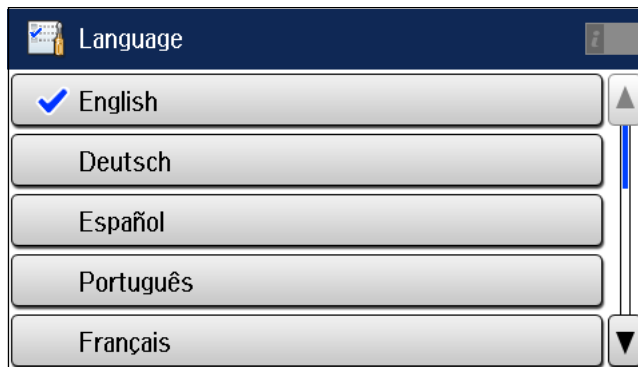 Language
i
English
Deutsch
Español
Português
Français